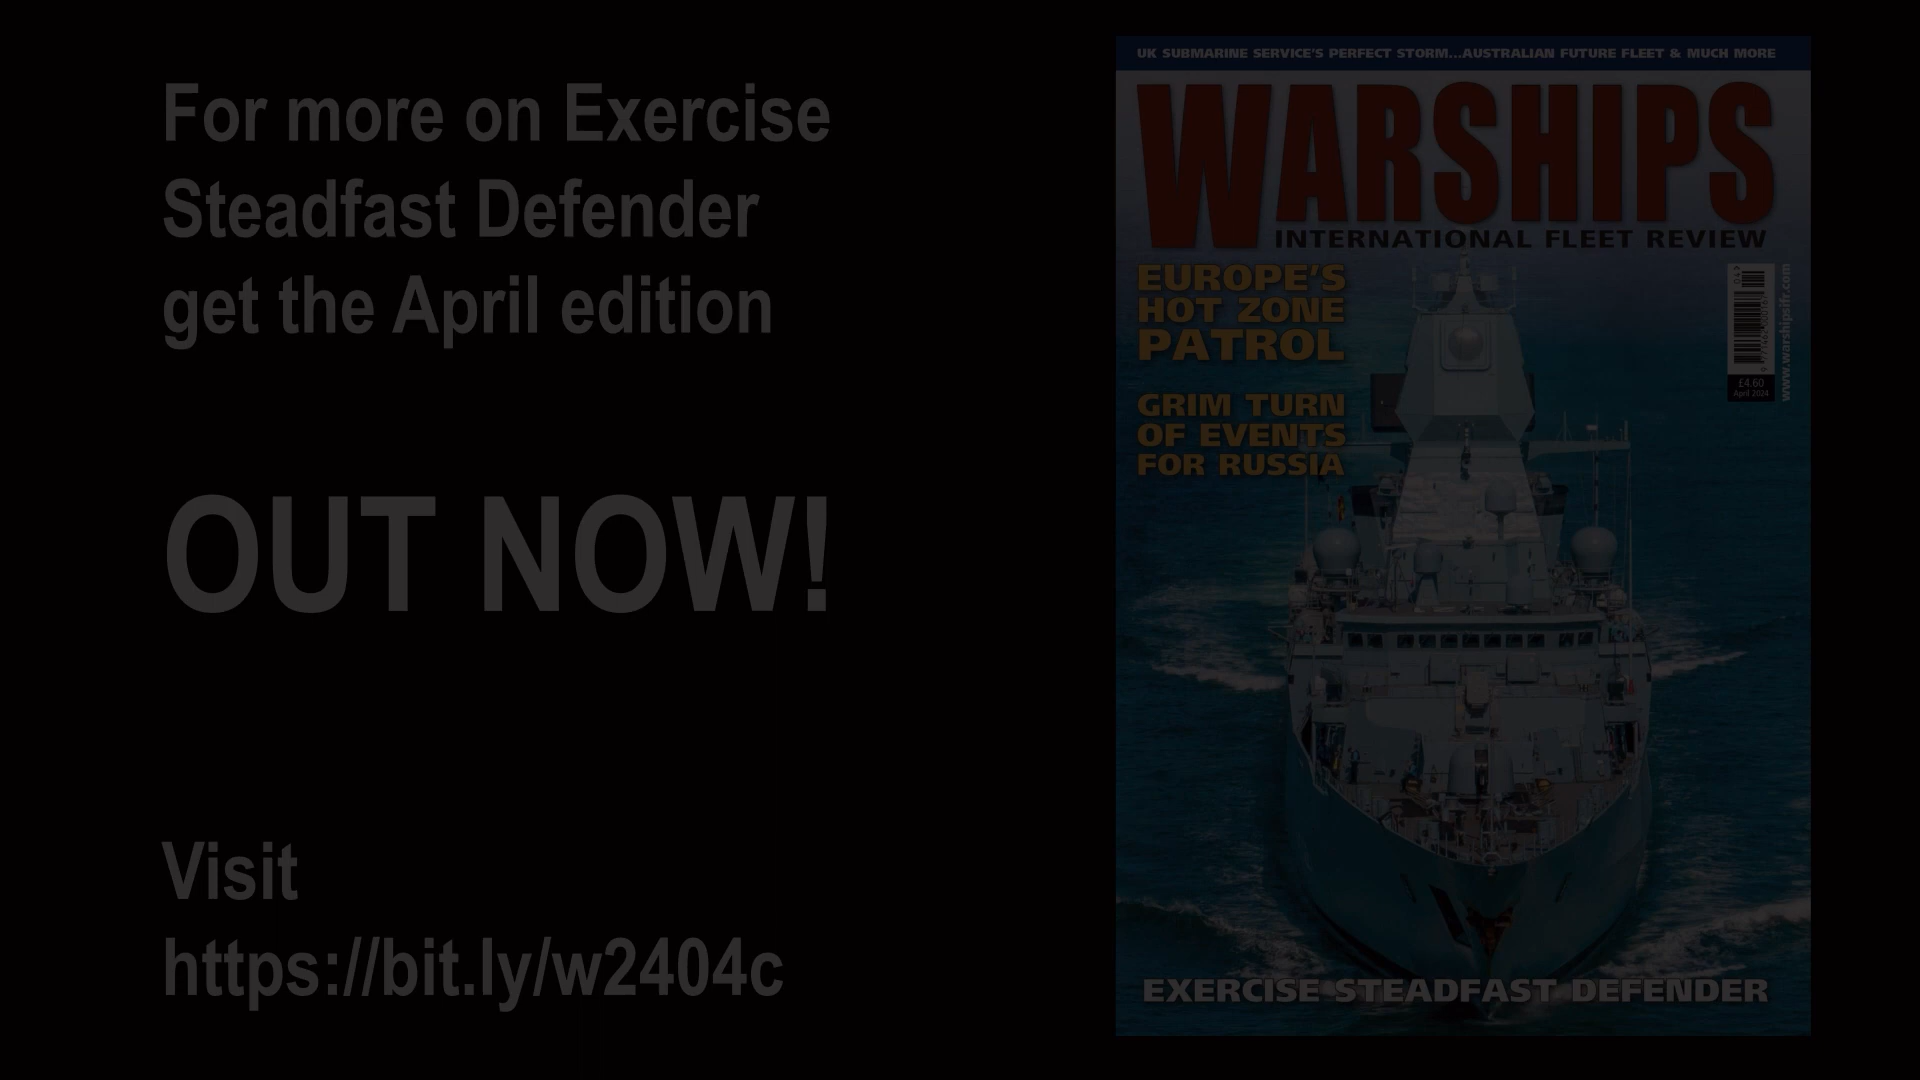 For more on Exercise
Steadfast Defender
get the April edition
OUT NOW!
Visit
https://bit.ly/w2404c
UK SUBMARINE SERVICE'S PERFECT STORM...AUSTRALIAN FUTURE FLEET & MUCH MORE
WARSHIPS
INTERNATIONAL FLEET REVIEW
EUROPE'S
HOT ZONE
PATROL
GRIM TURN
OF EVENTS
FOR RUSSIA
£4.60
April 2024
www.warshipsifr.com
EXERCISE STEADFAST DEFENDER